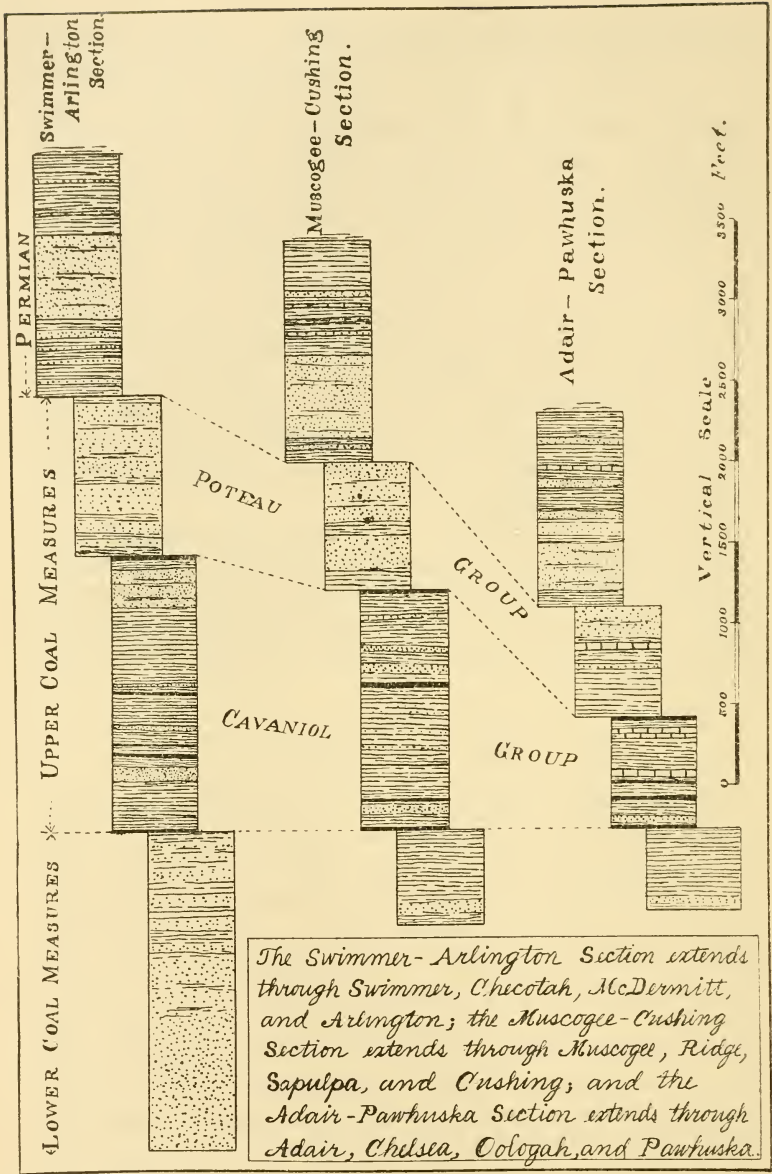 Swimmer–
Arlington
Section.
Muscogee–Cushing
Section.
Adair–Pawhuska
Section.
PERMIAN
UPPER COAL MEASURES
LOWER COAL MEASURES
POTEAU
GROUP
CAVANIOL
GROUP
Vertical Scale
0 500 1000 1500 2000 2500 3000 3500 Feet.
The Swimmer-Arlington Section extends
through Swimmer, Checotah, McDermitt,
and Arlington; the Muscogee-Cushing
Section extends through Muscogee, Ridge,
Sapulpa, and Cushing; and the
Adair-Pawhuska Section extends through
Adair, Chelsea, Oologah, and Pawhuska.